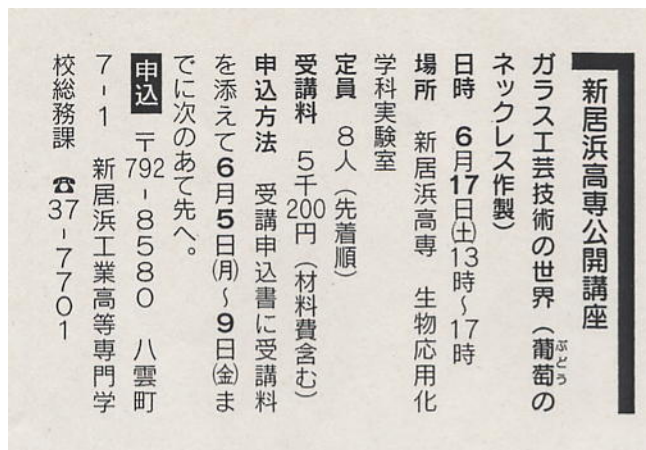 新居浜高専公開講座
ガラス工芸技術の世界(葡萄の
ぶどう
ネックレス作製)
日時 6月17日(土)13時~17時
場所 新居浜高専 生物応用化
学科実験室
定員 8人(先着順)
受講料 5千200円(材料費含む)
申込方法 受講申込書に受講料
を添えて6月5日(月)~9日(金)ま
でに次のあて先へ。
申込 〒792-8580 八雲町
7-1 新居浜工業高等専門学
校総務課 ☎37-7701